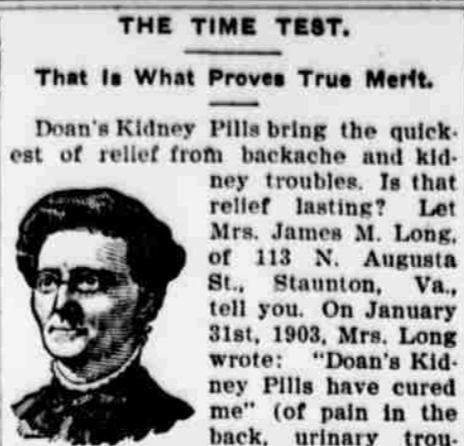 THE TIME TEST.
That Is What Proves True Merit.
Doan's Kidney Pills bring the quick-
est of relief from backache and kid-
ney troubles. Is that
relief lasting? Let
Mrs. James M. Long,
of 113 N. Augusta
St., Staunton, Va.,
tell you. On January
31st, 1903, Mrs. Long
wrote: "Doan's Kid-
ney Pills have cured
me" (of pain in the
back, urinary trou-